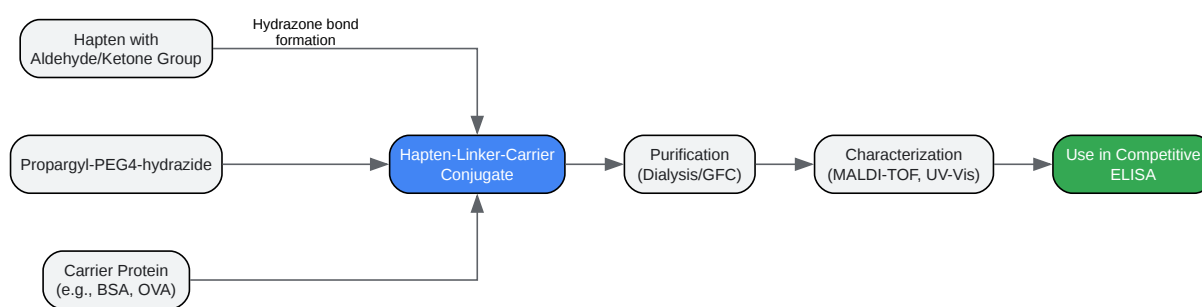 Hapten with
Aldehyde/Ketone Group
Hydrazone bond
formation
Propargyl-PEG4-hydrazide
Hapten-Linker-Carrier
Conjugate
Purification
(Dialysis/GFC)
Characterization
(MALDI-TOF, UV-Vis)
Use in Competitive
ELISA
Carrier Protein
(e.g., BSA, OVA)